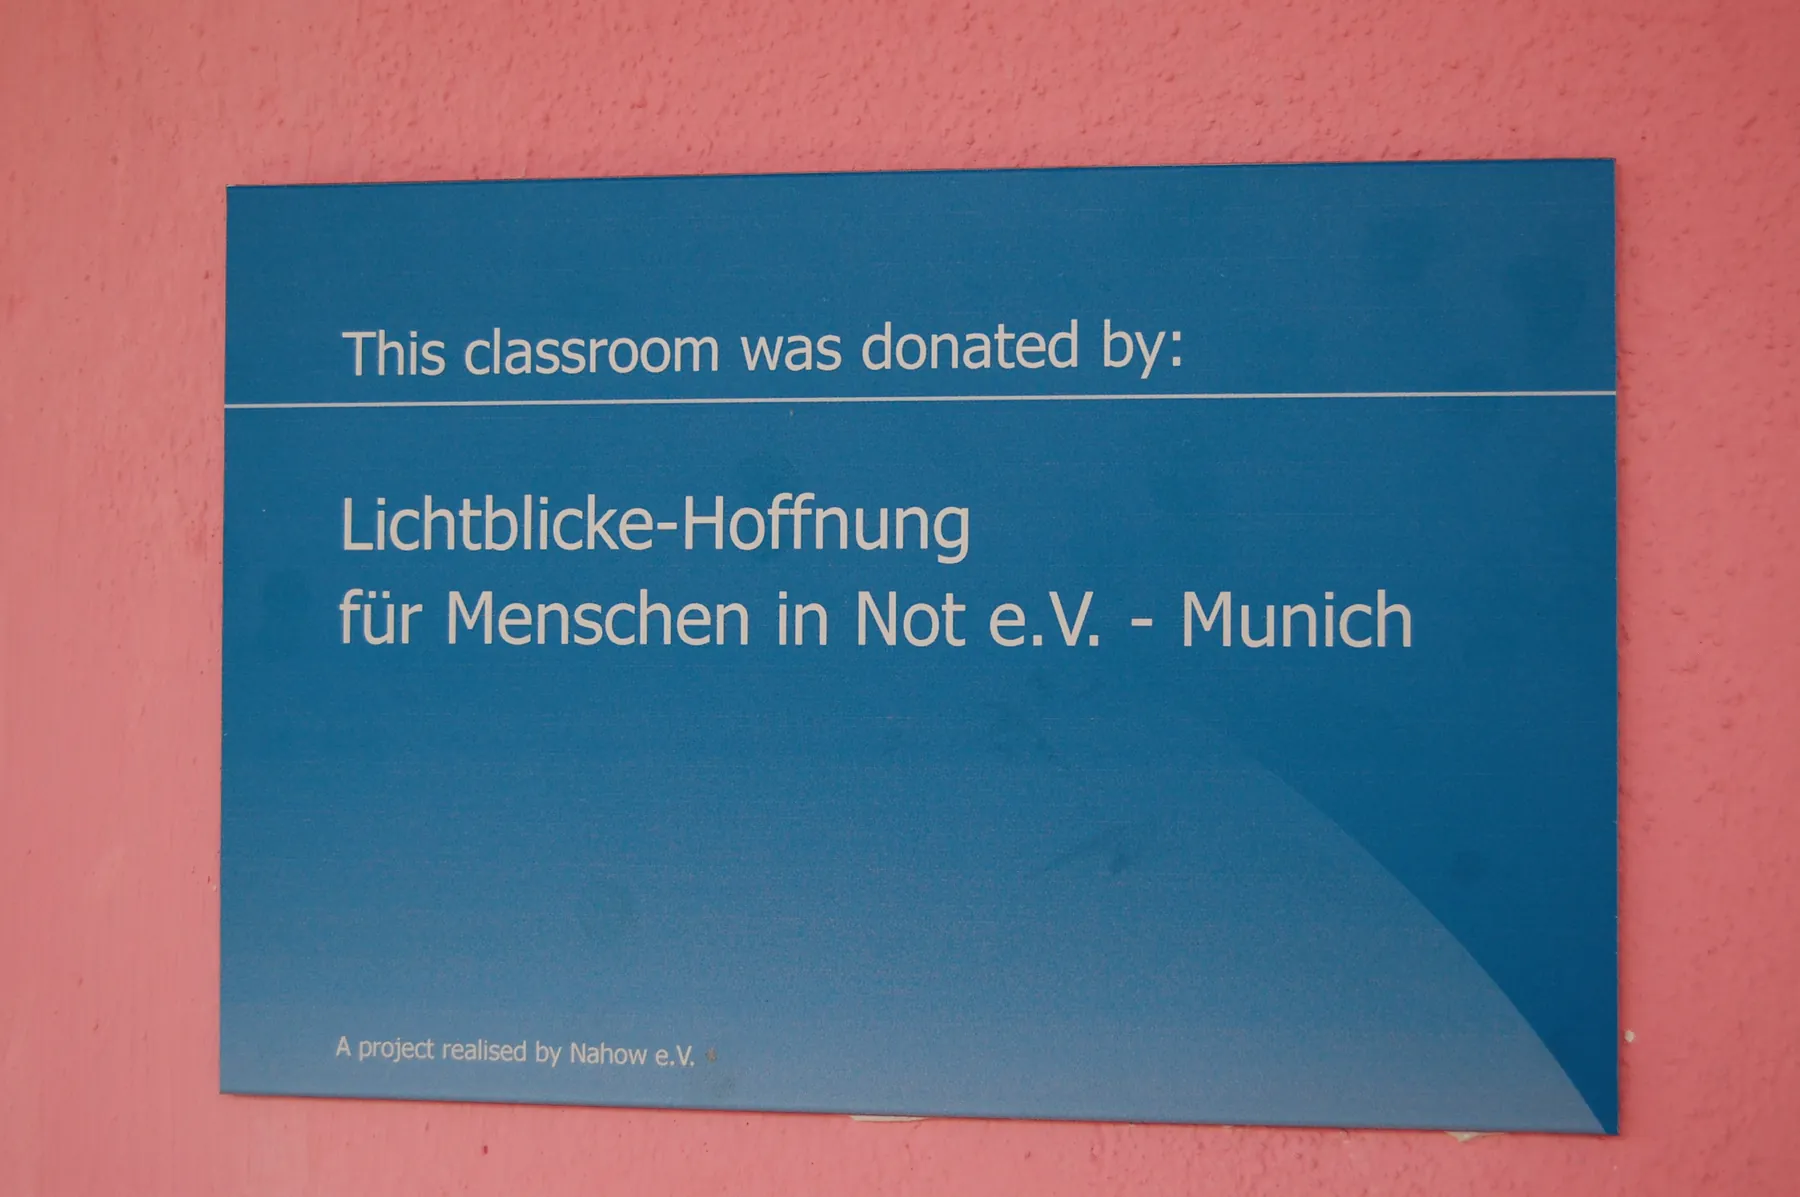 This classroom was donated by:
Lichtblicke-Hoffnung
für Menschen in Not e.V. - Munich
A project realised by Nahow e.V.